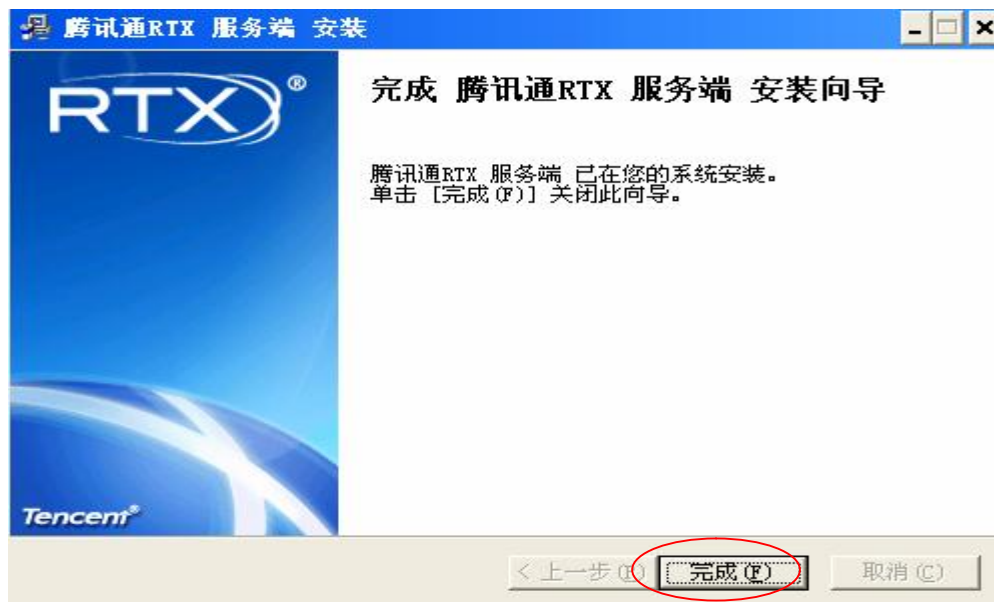 腾讯通RTX 服务端 安装
RTX®
完成 腾讯通RTX 服务端 安装向导
腾讯通RTX 服务端 已在您的系统安装。
单击 [完成(F)] 关闭此向导。
Tencent®
< 上一步(P) 完成(F) 取消(C)